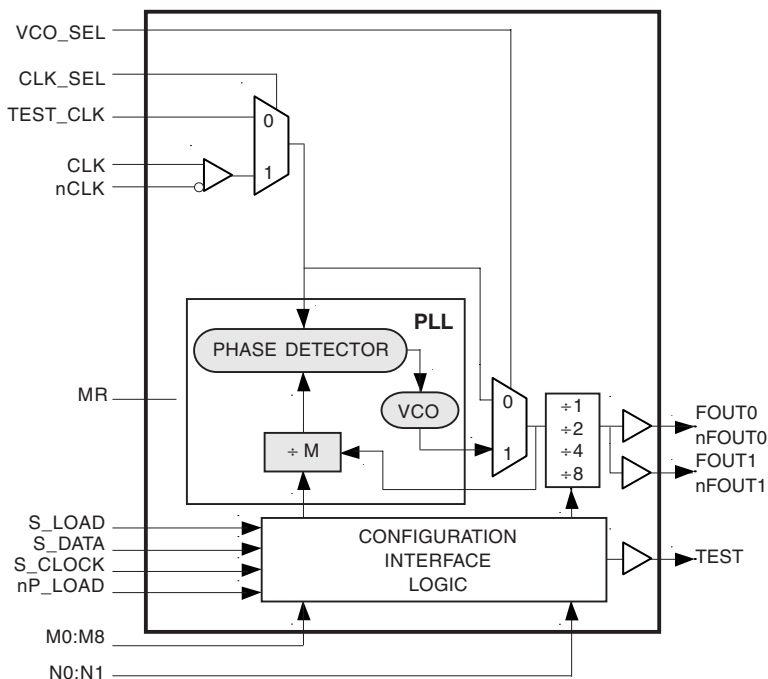 VCO_SEL
CLK_SEL
TEST_CLK
0
CLK
1
nCLK
PLL
PHASE DETECTOR
MR
VCO
0
1
÷ M
÷1
÷2
÷4
÷8
FOUT0
nFOUT0
FOUT1
nFOUT1
S_LOAD
S_DATA
S_CLOCK
nP_LOAD
CONFIGURATION
INTERFACE
LOGIC
TEST
M0:M8
N0:N1